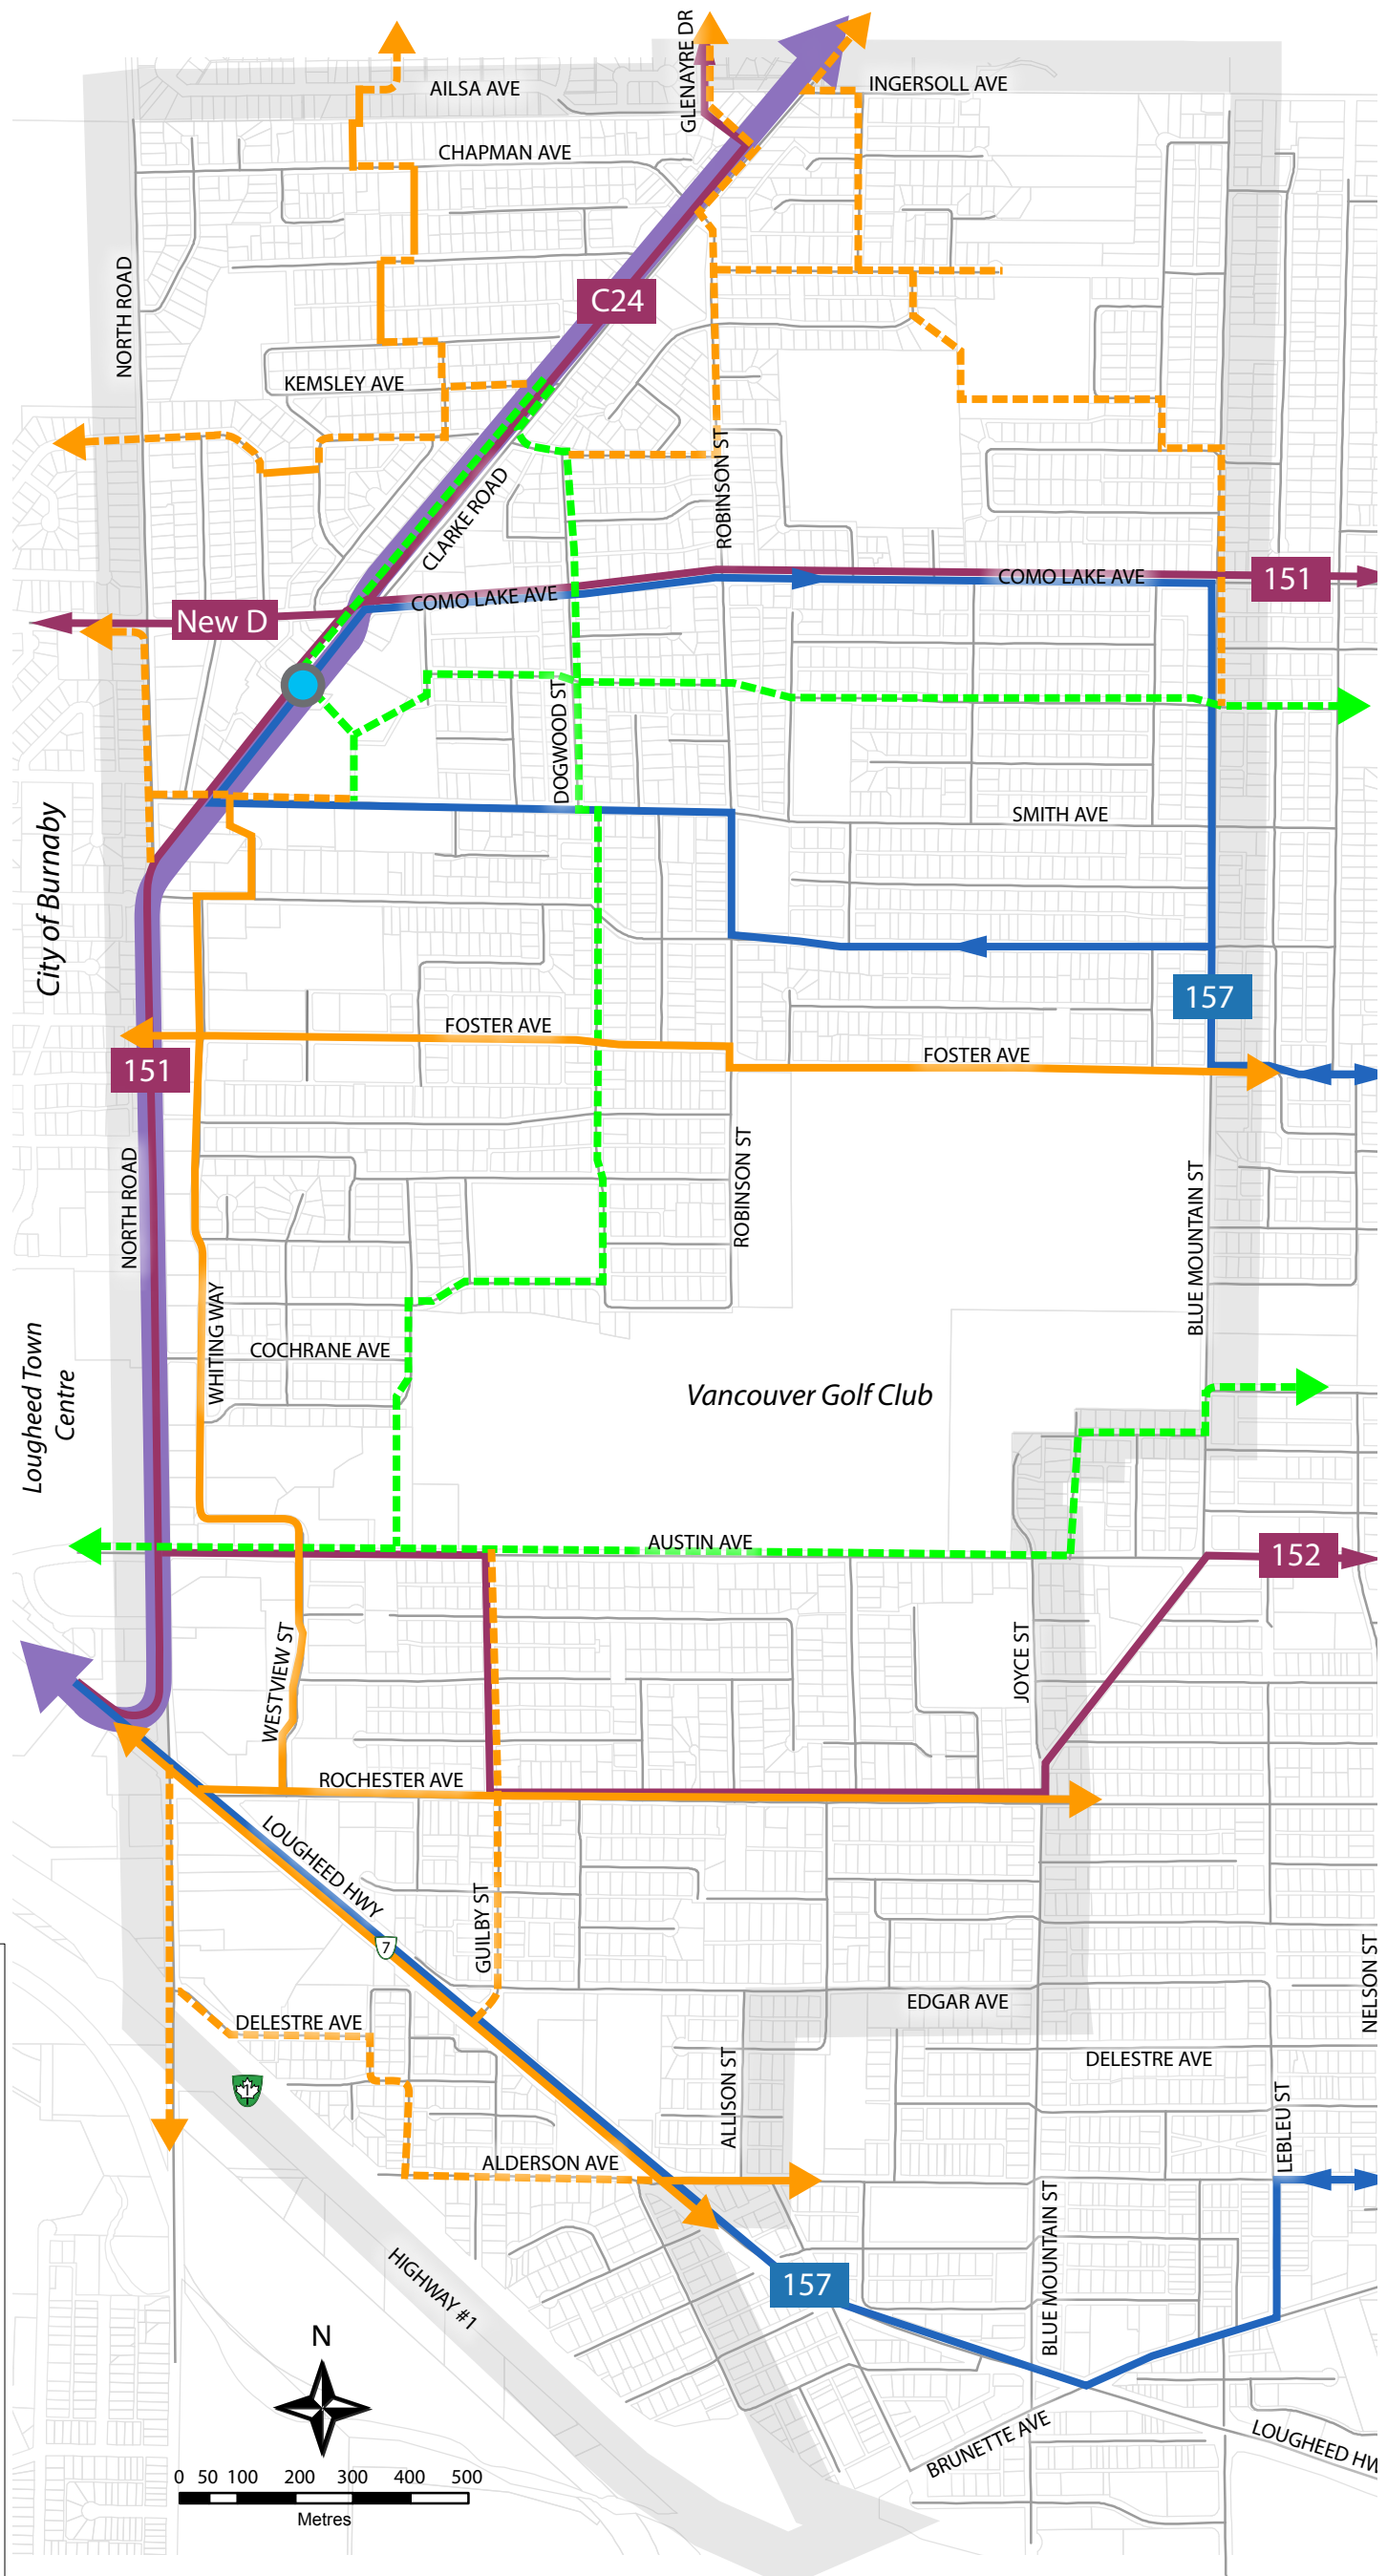 GLENAYRE DR
AILSA AVE
INGERSOLL AVE
CHAPMAN AVE
NORTH ROAD
C24
KEMSLEY AVE
ROBINSON ST
CLARKE ROAD
COMO LAKE AVE
151
COMO LAKE AVE
New D
DOGWOOD ST
SMITH AVE
City of Burnaby
157
FOSTER AVE
FOSTER AVE
151
NORTH ROAD
ROBINSON ST
BLUE MOUNTAIN ST
WHITING WAY
COCHRANE AVE
Lougheed Town
Centre
Vancouver Golf Club
AUSTIN AVE
152
WESTVIEW ST
JOYCE ST
ROCHESTER AVE
LOUGHEED HWY
GUILBY ST
7
NELSON ST
EDGAR AVE
DELESTRE AVE
DELESTRE AVE
1
ALLISON ST
LEBLEU ST
ALDERSON AVE
BLUE MOUNTAIN ST
HIGHWAY #1
157
N
BRUNETTE AVE
LOUGHEED HW
0 50 100 200 300 400 500
Metres